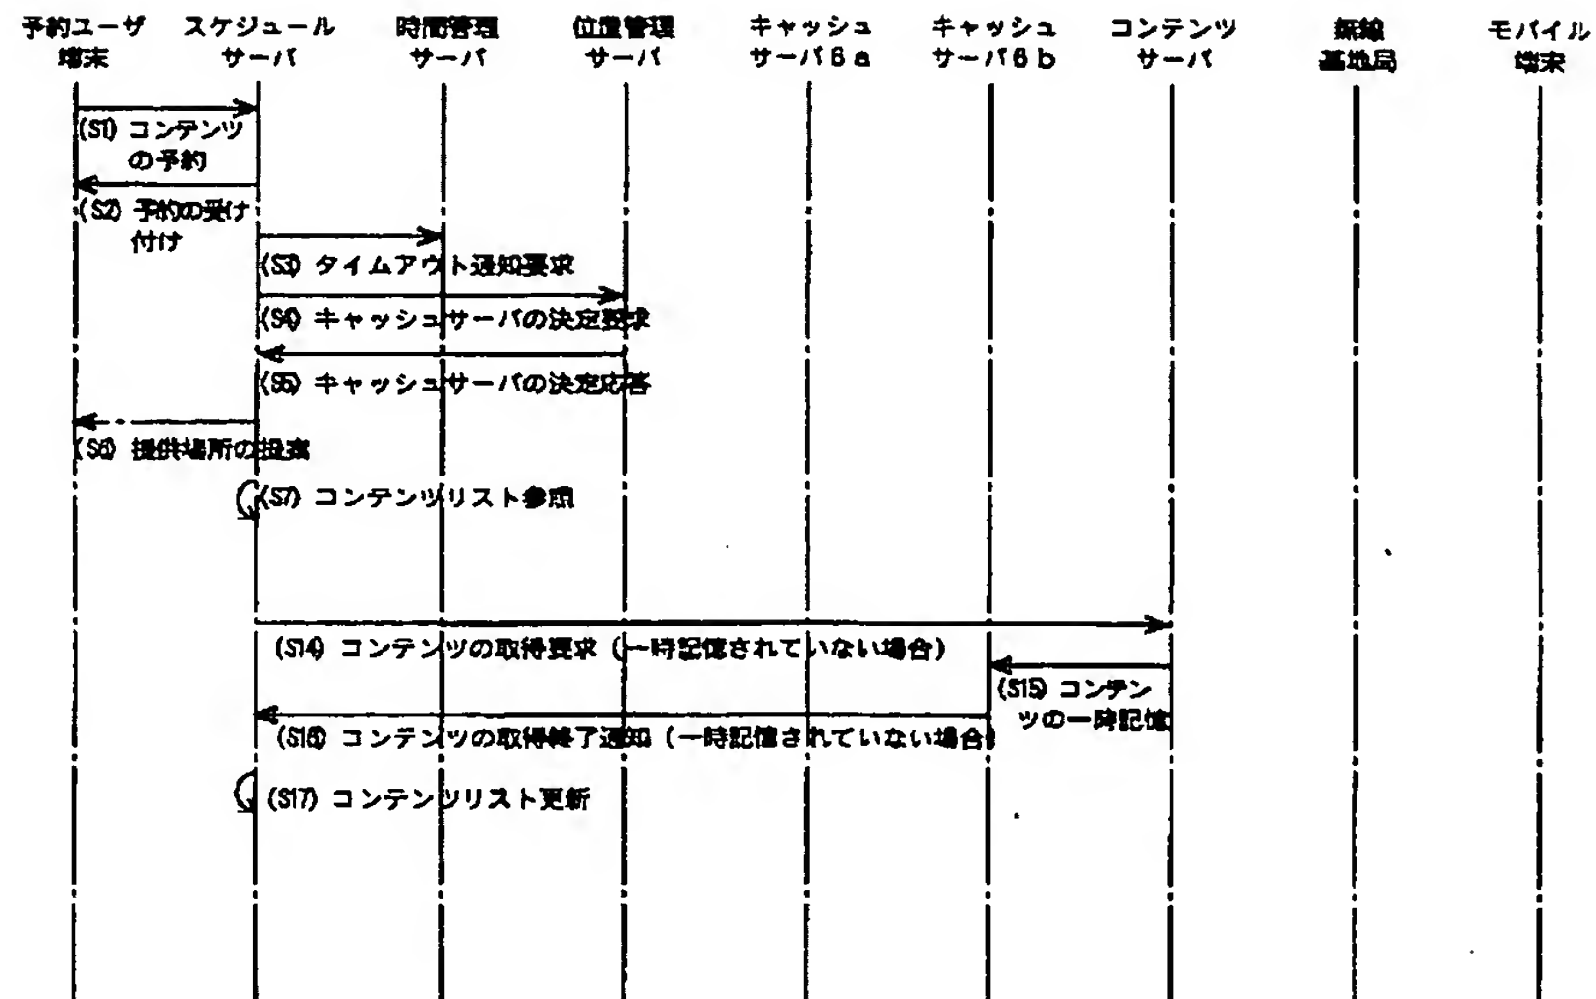 予約ユーザ 端末
スケジュール サーバ
時間管理 サーバ
位置管理 サーバ
キャッシュ サーバ6a
キャッシュ サーバ6b
コンテンツ サーバ
無線 基地局
モバイル 端末
(S1) コンテンツ
の予約
(S2) 予約の受け
付け
(S3) タイムアウト通知要求
(S4) キャッシュサーバの決定要求
(S5) キャッシュサーバの決定応答
(S6) 提供場所の提案
(S7) コンテンツリスト参照
(S14) コンテンツの取得要求（一時記憶されていない場合）
(S15) コンテン
ツの一時記憶
(S16) コンテンツの取得終了通知（一時記憶されていない場合）
(S17) コンテンツリスト更新